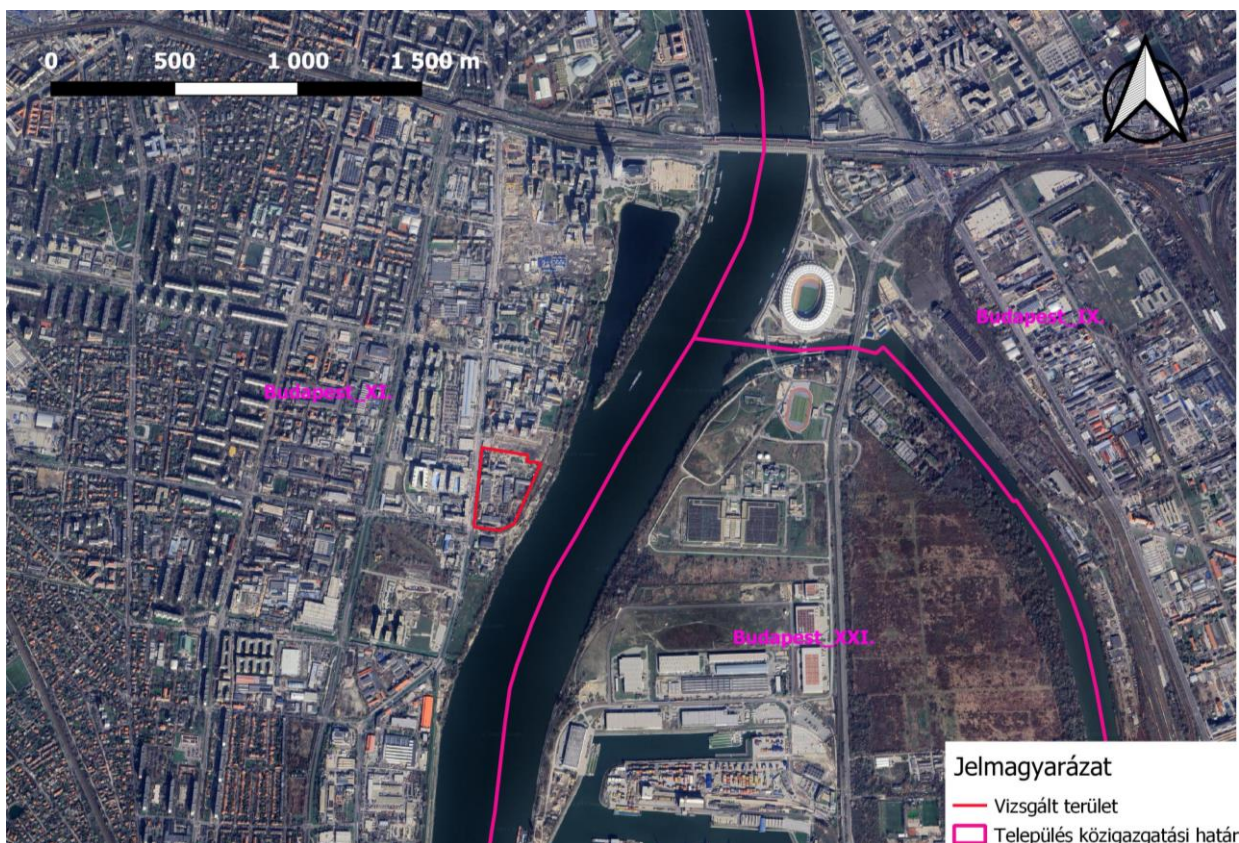 0 500 1 000 1 500 m
Budapest_IX.
Budapest_XI.
Budapest_XXI.
Jelmagyarázat
Vizsgált terület
Település közigazgatási határ